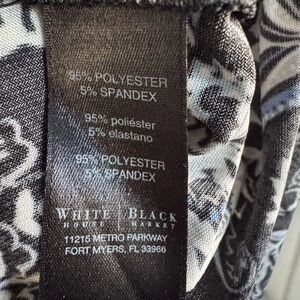 95% POLYESTER
5% SPANDEX
95% poliéster
5% elastano
95% POLYESTER
5% SPANDEX
WHITE BLACK
HOUSE MARKET
11215 METRO PARKWAY
FORT MYERS, FL 33966